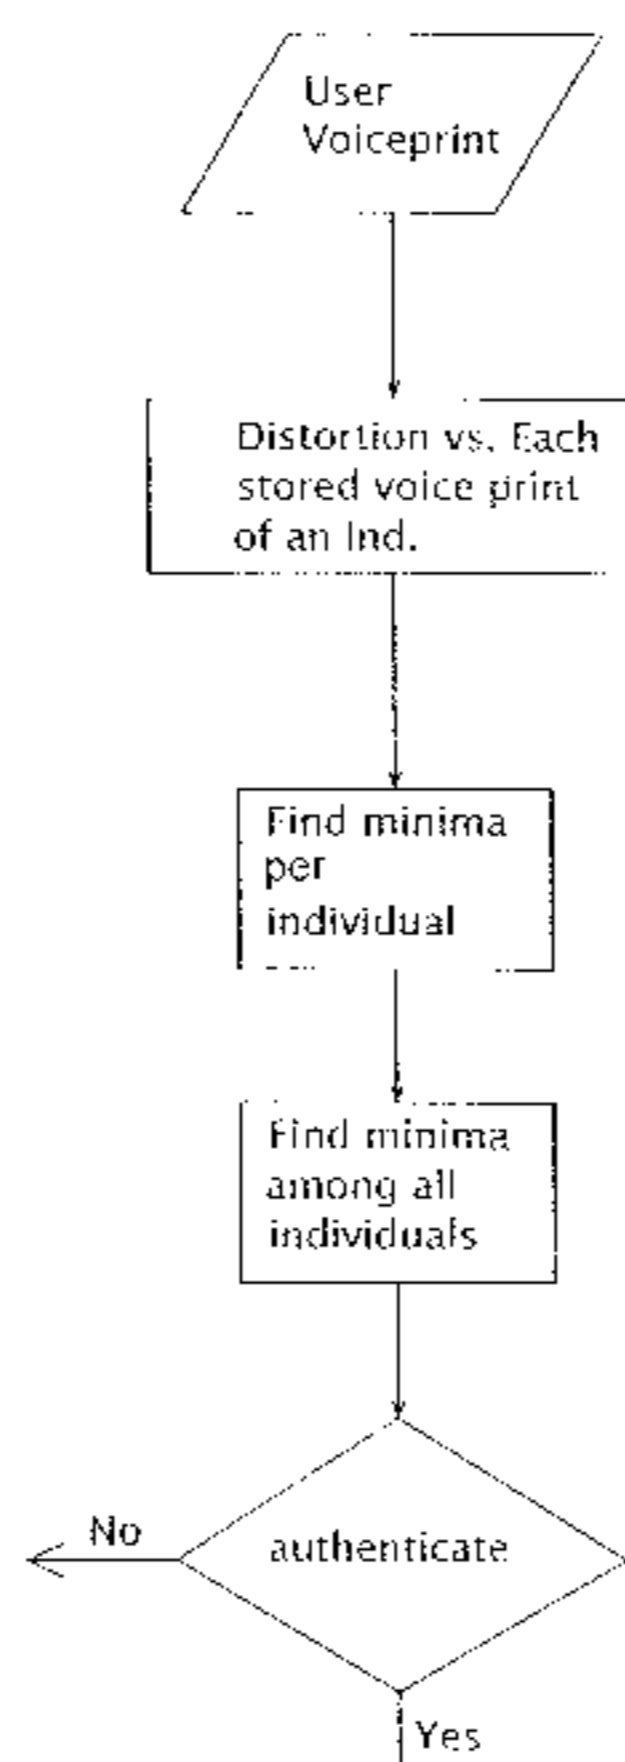 User
Voiceprint
Distortion vs. Each
stored voice print
of an Ind.
Find minima
per
individual
Find minima
among all
individuals
authenticate
No
Yes